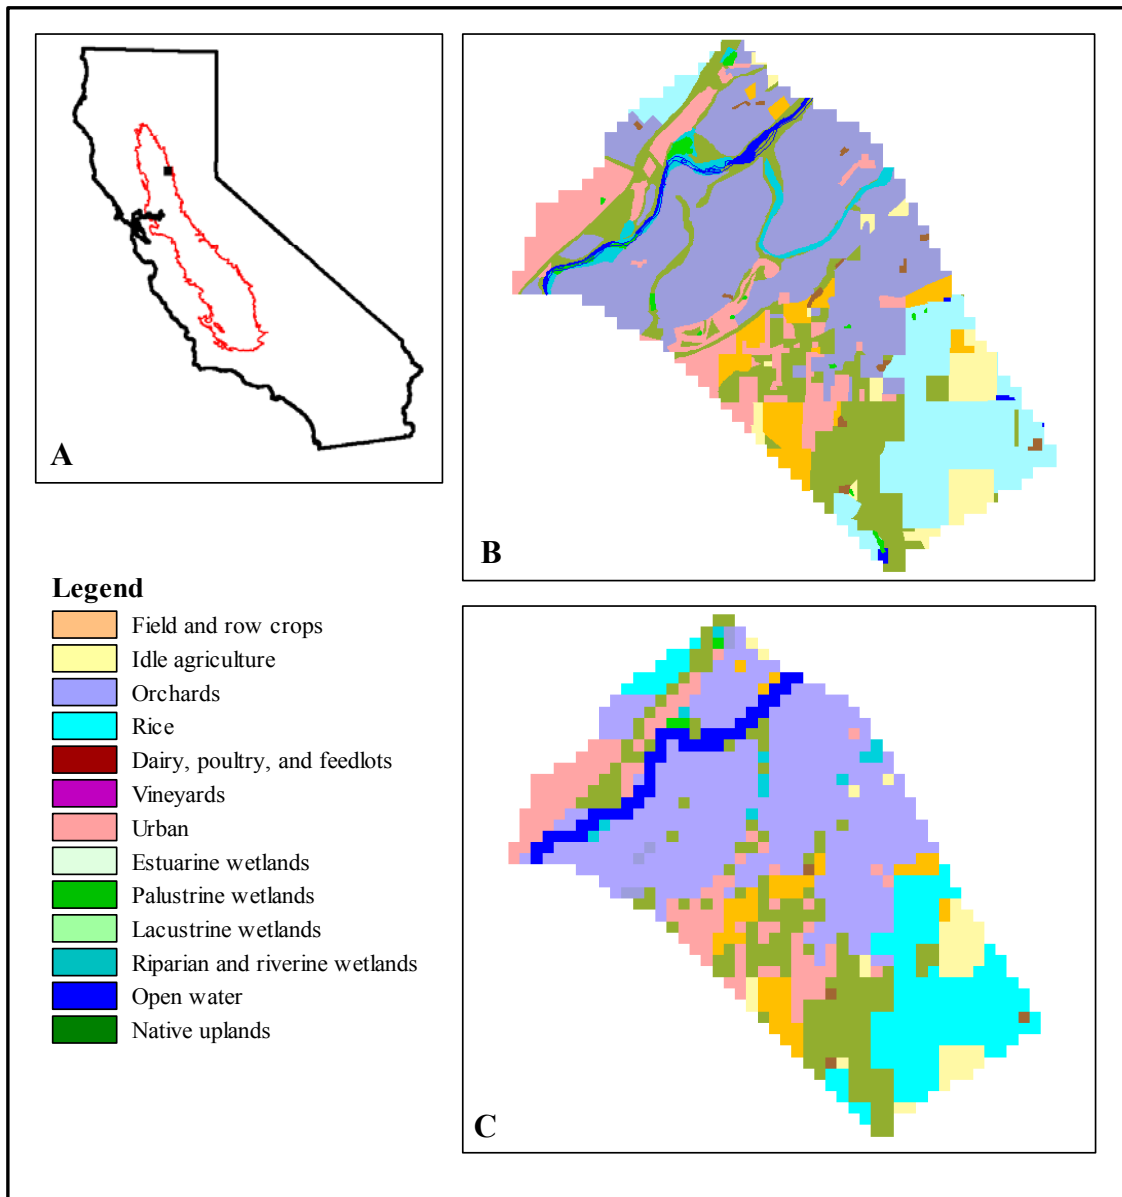 A
B
Legend
Field and row crops
Idle agriculture
Orchards
Rice
Dairy, poultry, and feedlots
Vineyards
Urban
Estuarine wetlands
Palustrine wetlands
Lacustrine wetlands
Riparian and riverine wetlands
Open water
Native uplands
C